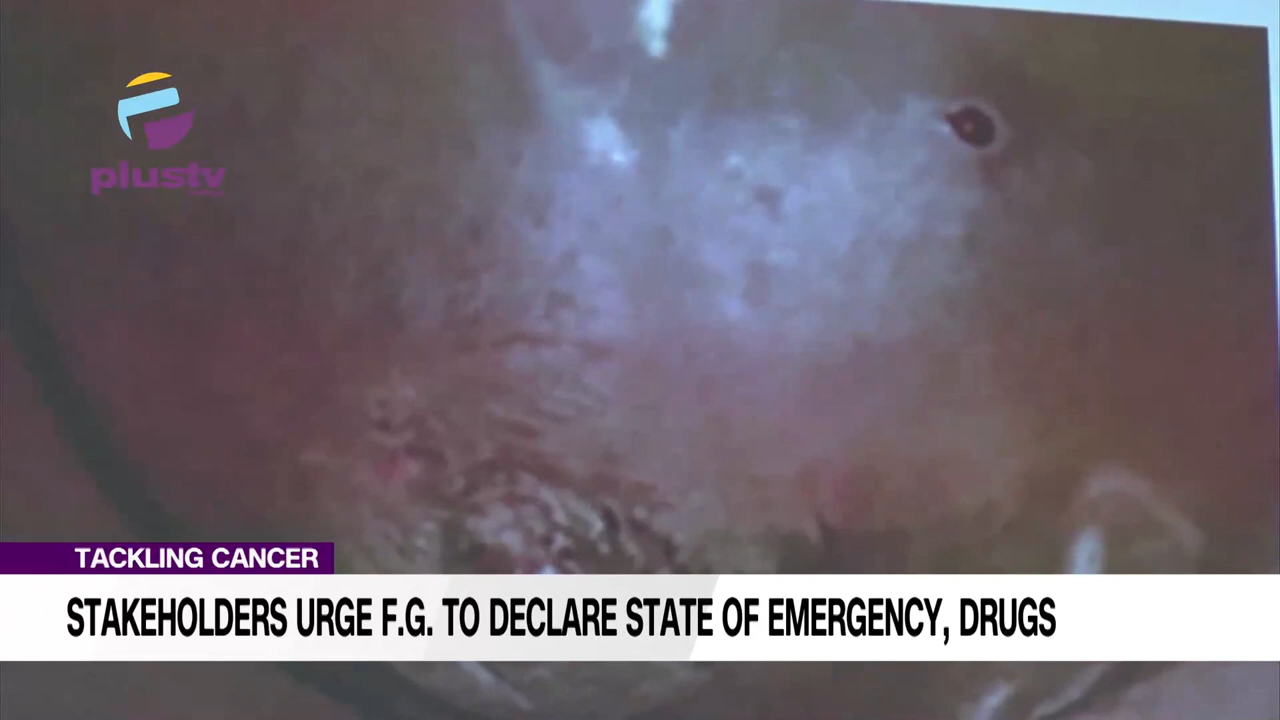 plustv
TACKLING CANCER
STAKEHOLDERS URGE F.G. TO DECLARE STATE OF EMERGENCY, DRUGS